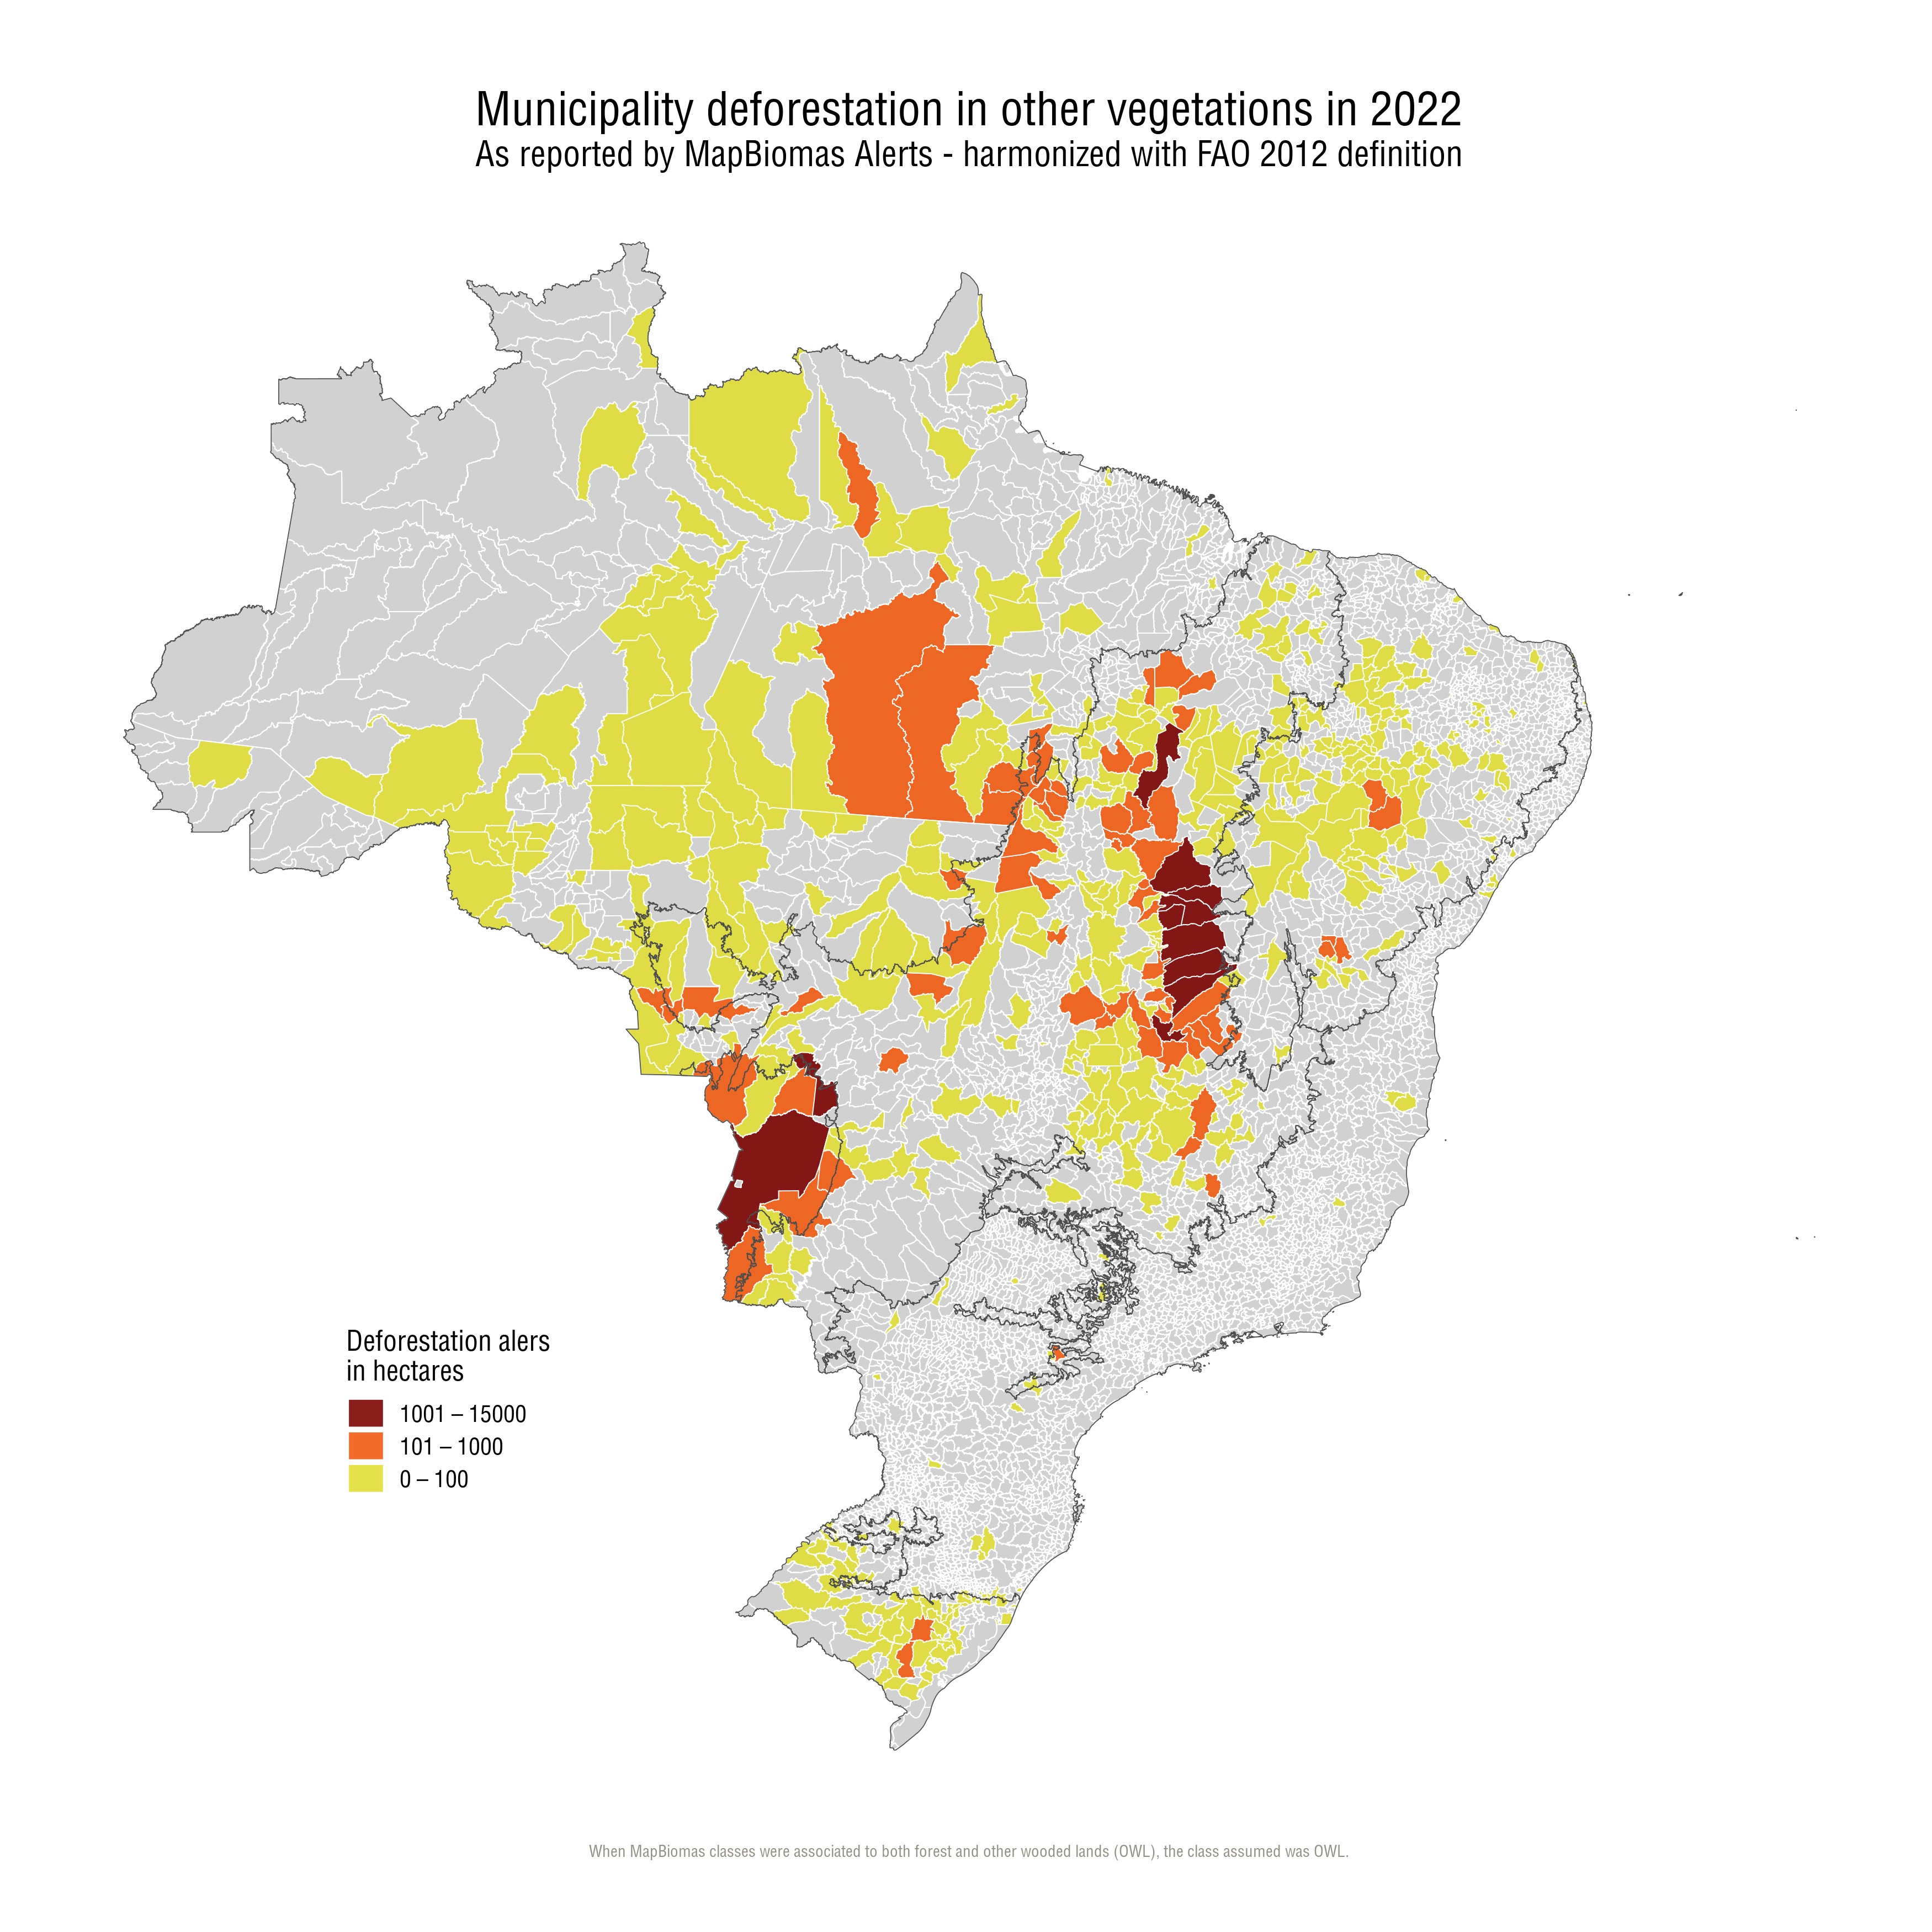 Municipality deforestation in other vegetations in 2022
As reported by MapBiomas Alerts - harmonized with FAO 2012 definition
Deforestation alers
in hectares
1001 – 15000
101 – 1000
0 – 100
When MapBiomas classes were associated to both forest and other wooded lands (OWL), the class assumed was OWL.